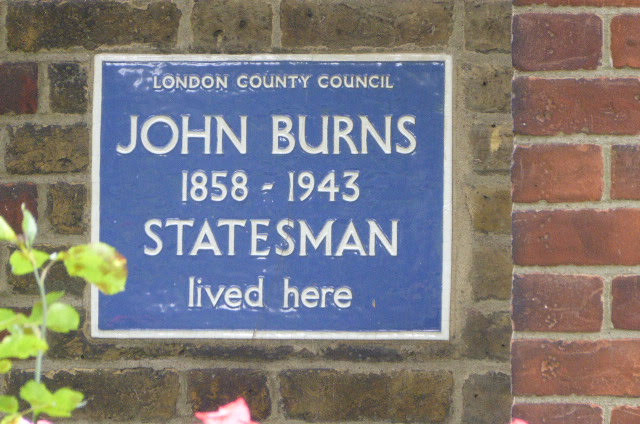 LONDON COUNTY COUNCIL
JOHN BURNS
1858 - 1943
STATESMAN
lived here